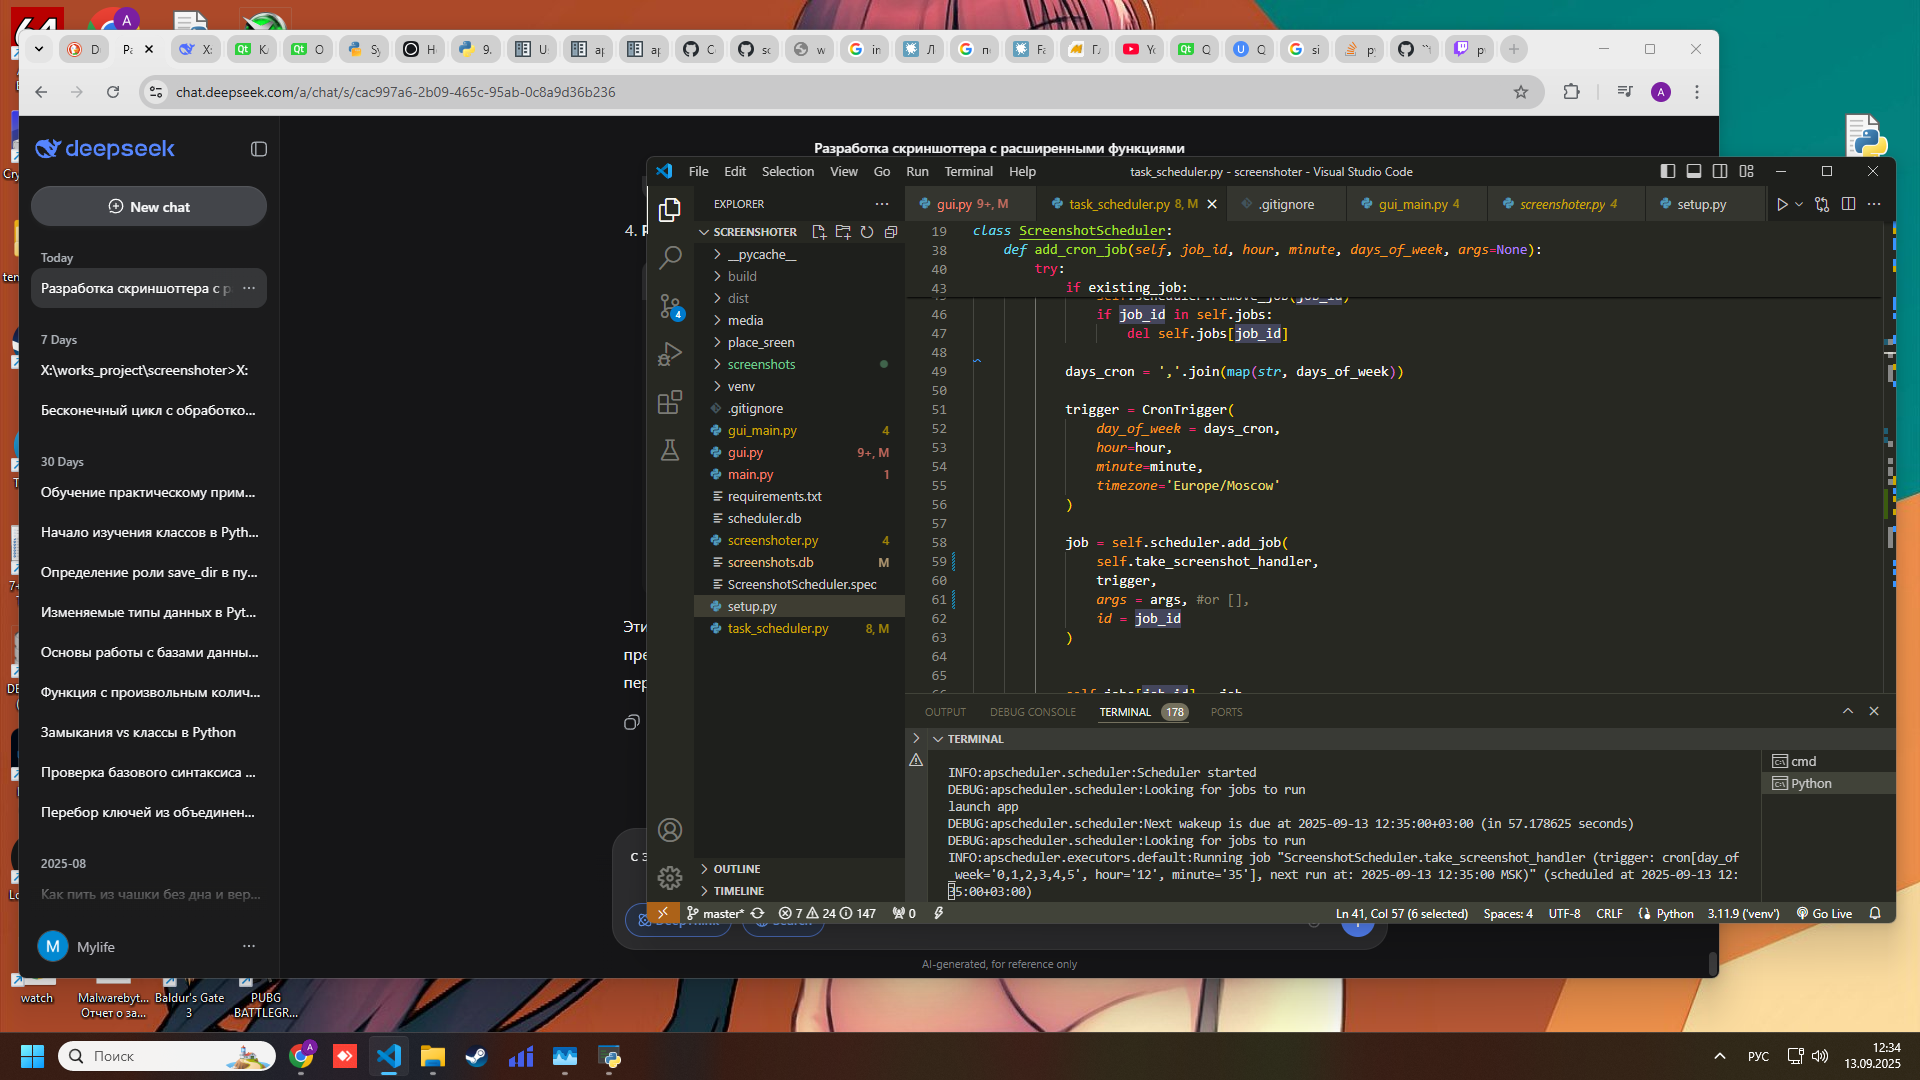 chat.deepseek.com/a/chat/s/cac997a6-2b09-465c-95ab-0c8a9d36b236
A
deepseek
New chat
Today
Разработка скриншоттера с р
7 Days
X:\works_project\screenshoter>X:
Бесконечный цикл с обработко...
30 Days
Обучение практическому прим...
Начало изучения классов в Pyth...
Определение роли save_dir в пу...
Изменяемые типы данных в Pyt...
Основы работы с базами данны...
Функция с произвольным колич...
Замыкания vs классы в Python
Проверка базового синтаксиса ...
Перебор ключей из объединен...
2025-08
Как пить из чашки без дна и вер...
M
Mylife
Разработка скриншоттера с расширенными функциями
4.
Эти
пре
пер
AI-generated, for reference only
File Edit Selection View Go Run Terminal Help
task_scheduler.py - screenshoter - Visual Studio Code
EXPLORER
SCREENSHOTER
__pycache__
build
dist
media
place_sreen
screenshots
venv
.gitignore
gui_main.py 4
gui.py 9+, M
main.py 1
requirements.txt
scheduler.db
screenshoter.py 4
screenshots.db M
ScreenshotScheduler.spec
setup.py
task_scheduler.py 8, M
OUTLINE
TIMELINE
4
gui.py 9+, M
task_scheduler.py 8, M
.gitignore
gui_main.py 4
screenshoter.py 4
setup.py
19 class ScreenshotScheduler:
38 def add_cron_job(self, job_id, hour, minute, days_of_week, args=None):
40 try:
43 if existing_job:
self.scheduler.remove_job(job_id)
46 if job_id in self.jobs:
47 del self.jobs[job_id]
48
49 days_cron = ','.join(map(str, days_of_week))
50
51 trigger = CronTrigger(
52 day_of_week = days_cron,
53 hour=hour,
54 minute=minute,
55 timezone='Europe/Moscow'
56 )
57
58 job = self.scheduler.add_job(
59 self.take_screenshot_handler,
60 trigger,
61 args = args, #or [],
62 id = job_id
63 )
64
65
66 self.jobs[job_id] = job
OUTPUT DEBUG CONSOLE TERMINAL 178 PORTS
TERMINAL
INFO:apscheduler.scheduler:Scheduler started
DEBUG:apscheduler.scheduler:Looking for jobs to run
launch app
DEBUG:apscheduler.scheduler:Next wakeup is due at 2025-09-13 12:35:00+03:00 (in 57.178625 seconds)
DEBUG:apscheduler.scheduler:Looking for jobs to run
INFO:apscheduler.executors.default:Running job "ScreenshotScheduler.take_screenshot_handler (trigger: cron[day_of
_week='0,1,2,3,4,5', hour='12', minute='35'], next run at: 2025-09-13 12:35:00 MSK)" (scheduled at 2025-09-13 12:
35:00+03:00)
cmd
Python
master* 7 24 147 0
Ln 41, Col 57 (6 selected) Spaces: 4 UTF-8 CRLF Python 3.11.9 ('venv') Go Live
watch
Malwarebyt...
Отчет о за...
Baldur's Gate
3
PUBG
BATTLEGR...
Поиск
РУС
12:34
13.09.2025